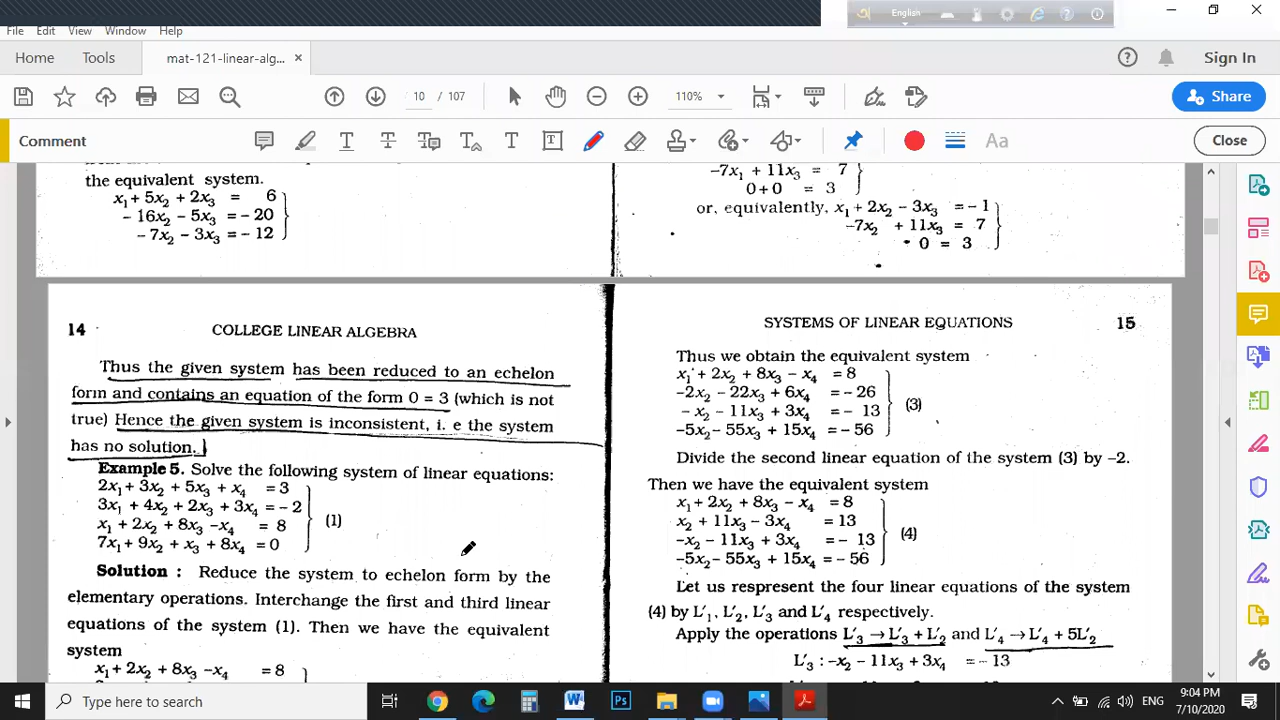 English
File Edit View Window Help
Home Tools mat-121-linear-alg... × Sign In
10 / 107 110% Share
Comment Aa Close
the equivalent system.
x₁ + 5x₂ + 2x₃ = 6
- 16x₂ - 5x₃ = - 20
- 7x₂ - 3x₃ = - 12
-7x₁ + 11x₃ = 7
0+0 = 3
or, equivalently, x₁ + 2x₂ - 3x₃ = - 1
-7x₂ + 11x₃ = 7
0 = 3
14 COLLEGE LINEAR ALGEBRA
Thus the given system has been reduced to an echelon
form and contains an equation of the form 0 = 3 (which is not
true) Hence the given system is inconsistent, i. e the system
has no solution.
Example 5. Solve the following system of linear equations:
2x₁ + 3x₂ + 5x₃ + x₄ = 3
3x₁ + 4x₂ + 2x₃ + 3x₄ = - 2
x₁ + 2x₂ + 8x₃ -x₄ = 8
7x₁ + 9x₂ + x₃ + 8x₄ = 0
(1)
Solution : Reduce the system to echelon form by the
elementary operations. Interchange the first and third linear
equations of the system (1). Then we have the equivalent
system
x₁ + 2x₂ + 8x₃ -x₄ = 8
SYSTEMS OF LINEAR EQUATIONS 15
Thus we obtain the equivalent system
x₁ + 2x₂ + 8x₃ - x₄ = 8
-2x₂ - 22x₃ + 6x₄ = - 26
- x₂ - 11x₃ + 3x₄ = - 13
-5x₂- 55x₃ + 15x₄ = - 56
(3)
Divide the second linear equation of the system (3) by -2.
Then we have the equivalent system
x₁ + 2x₂ + 8x₃ - x₄ = 8
x₂ + 11x₃ - 3x₄ = 13
-x₂ - 11x₃ + 3x₄ = - 13
-5x₂- 55x₃ + 15x₄ = - 56
(4)
Let us respresent the four linear equations of the system
(4) by L′₁, L′₂, L′₃ and L′₄ respectively.
Apply the operations L′₃ → L′₃ + L′₂ and L′₄ → L′₄ + 5L′₂
L′₃ : -x₂ - 11x₃ + 3x₄ = - 13
Type here to search
ENG
9:04 PM
7/10/2020